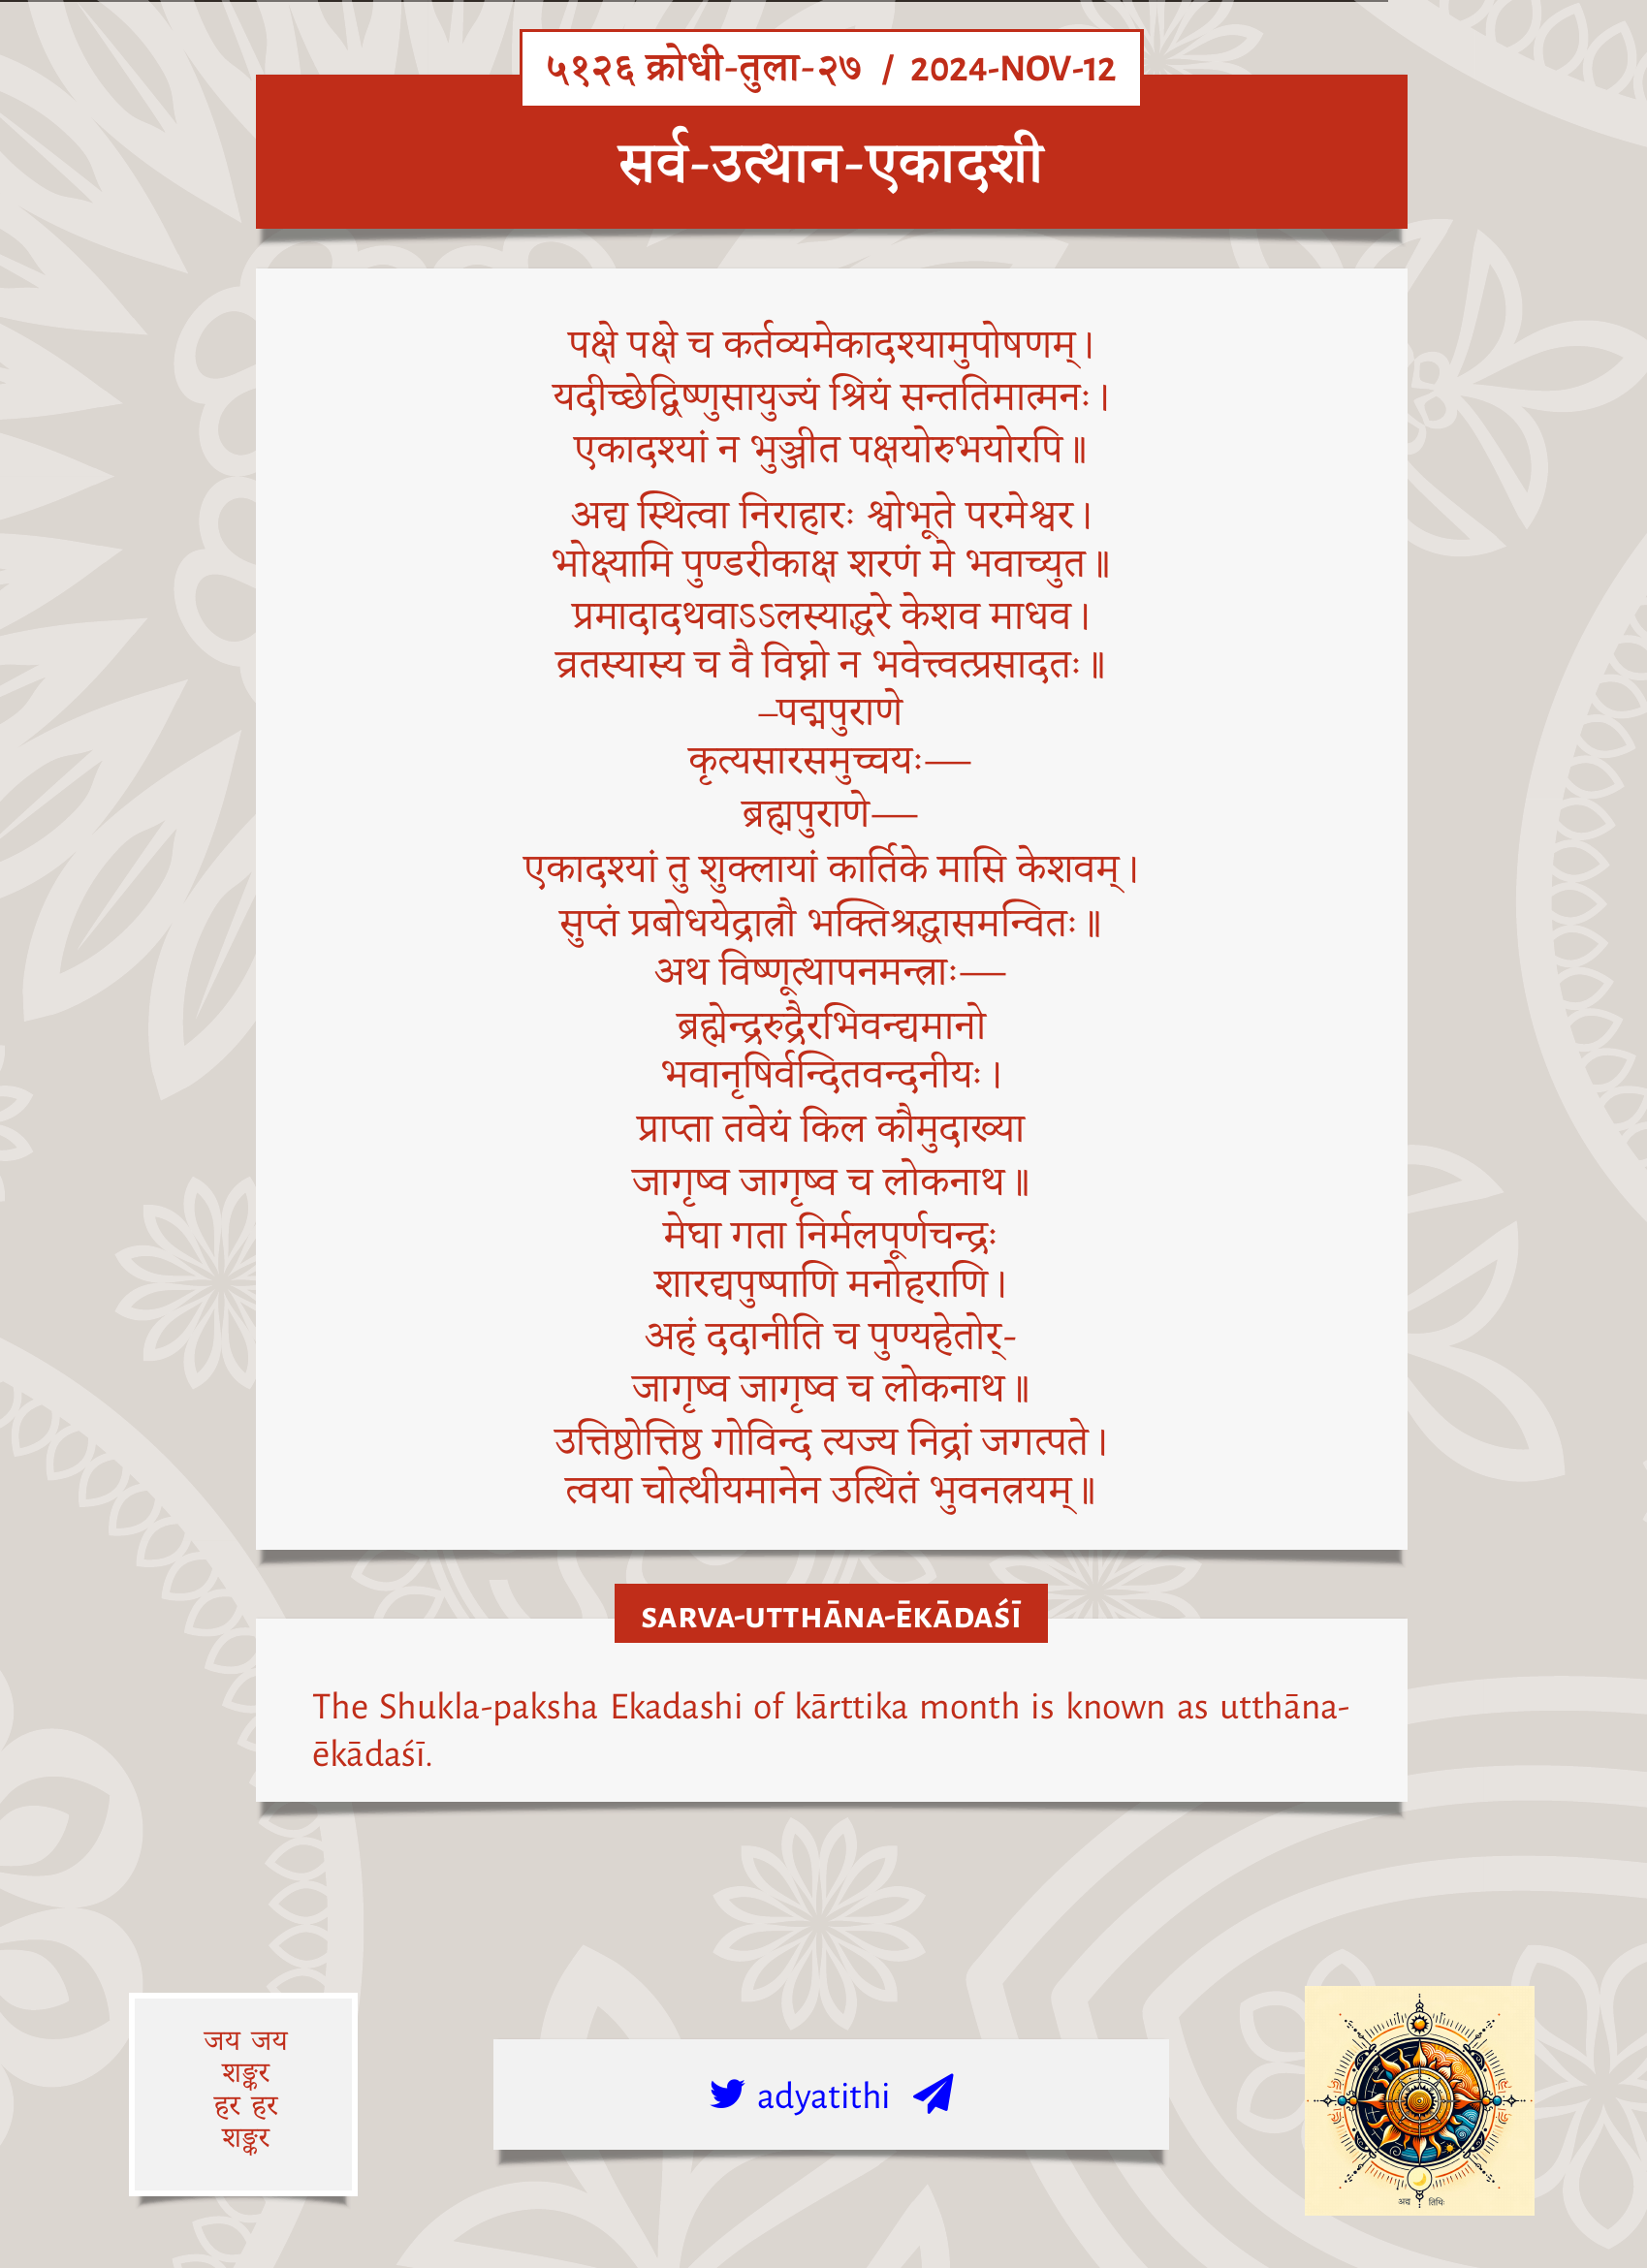 ५१२६ क्रोधी-तुला-२७ / 2024-NOV-12
सर्व-उत्थान-एकादशी
पक्षे पक्षे च कर्तव्यमेकादश्यामुपोषणम्।
यदीच्छेद्विष्णुसायुज्यं श्रियं सन्ततिमात्मनः।
एकादश्यां न भुञ्जीत पक्षयोरुभयोरपि॥
अद्य स्थित्वा निराहारः श्वोभूते परमेश्वर।
भोक्ष्यामि पुण्डरीकाक्ष शरणं मे भवाच्युत॥
प्रमादादथवाऽऽलस्याद्धरे केशव माधव।
व्रतस्यास्य च वै विघ्नो न भवेत्त्वत्प्रसादतः॥
–पद्मपुराणे
कृत्यसारसमुच्चयः—
ब्रह्मपुराणे—
एकादश्यां तु शुक्लायां कार्तिके मासि केशवम्।
सुप्तं प्रबोधयेद्रात्रौ भक्तिश्रद्धासमन्वितः॥
अथ विष्णूत्थापनमन्त्राः—
ब्रह्मेन्द्ररुद्रैरभिवन्द्यमानो
भवानृषिर्वन्दितवन्दनीयः।
प्राप्ता तवेयं किल कौमुदाख्या
जागृष्व जागृष्व च लोकनाथ॥
मेघा गता निर्मलपूर्णचन्द्रः
शारद्यपुष्पाणि मनोहराणि।
अहं ददानीति च पुण्यहेतोर्-
जागृष्व जागृष्व च लोकनाथ॥
उत्तिष्ठोत्तिष्ठ गोविन्द त्यज्य निद्रां जगत्पते।
त्वया चोत्थीयमानेन उत्थितं भुवनत्रयम्॥
SARVA-UTTHĀNA-ĒKĀDAŚĪ
The Shukla-paksha Ekadashi of kārttika month is known as utthāna-
ēkādaśī.
जय जय
शङ्कर
हर हर
शङ्कर
adyatithi
अद्य तिथिः